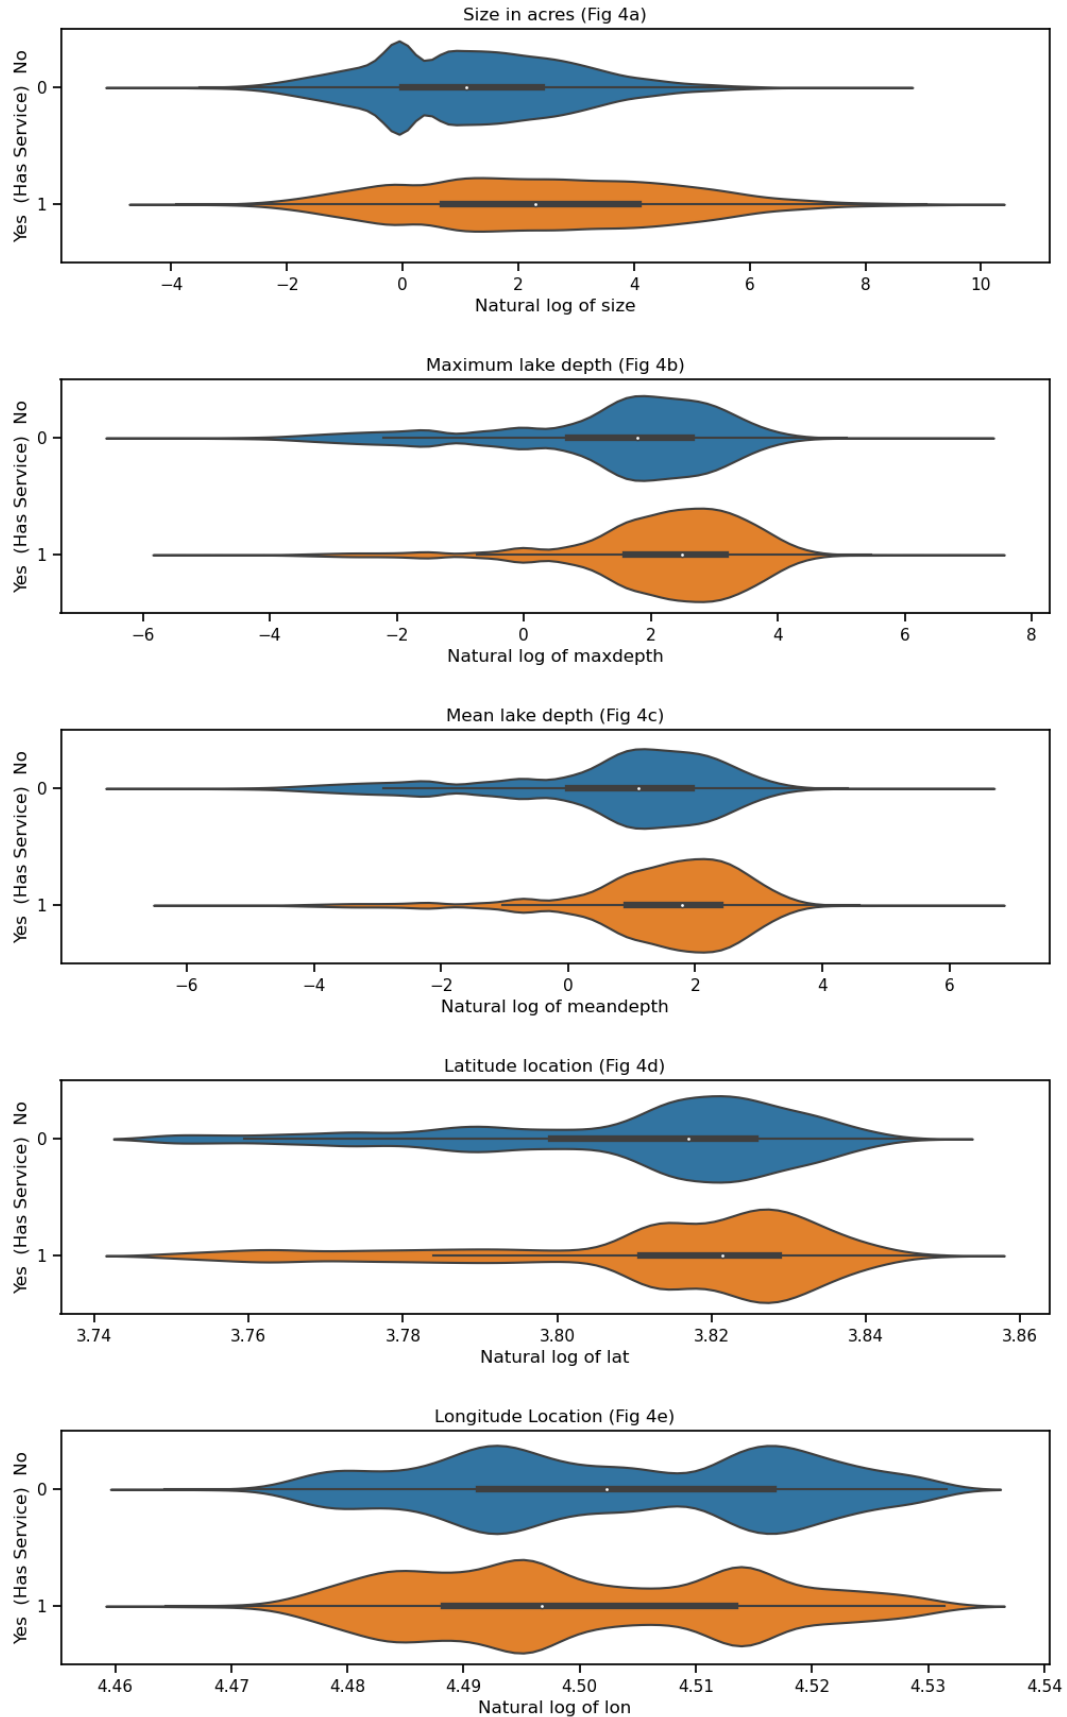 Size in acres (Fig 4a)
Yes (Has Service) No
0
1
−4 −2 0 2 4 6 8 10
Natural log of size
Maximum lake depth (Fig 4b)
Yes (Has Service) No
0
1
−6 −4 −2 0 2 4 6 8
Natural log of maxdepth
Mean lake depth (Fig 4c)
Yes (Has Service) No
0
1
−6 −4 −2 0 2 4 6
Natural log of meandepth
Latitude location (Fig 4d)
Yes (Has Service) No
0
1
3.74 3.76 3.78 3.80 3.82 3.84 3.86
Natural log of lat
Longitude Location (Fig 4e)
Yes (Has Service) No
0
1
4.46 4.47 4.48 4.49 4.50 4.51 4.52 4.53 4.54
Natural log of lon